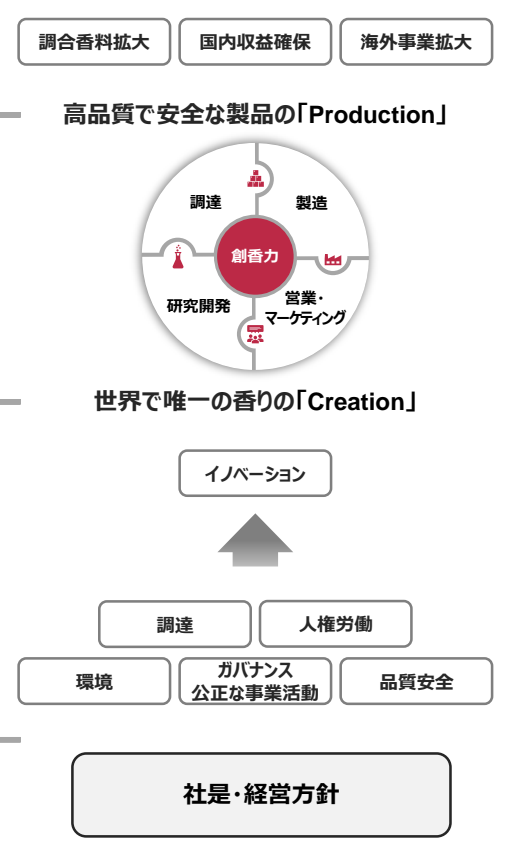 調合香料拡大
国内収益確保
海外事業拡大
高品質で安全な製品の「Production」
調達
製造
創香力
研究開発
営業・
マーケティング
世界で唯一の香りの「Creation」
イノベーション
調達
人権労働
環境
ガバナンス
公正な事業活動
品質安全
社是・経営方針